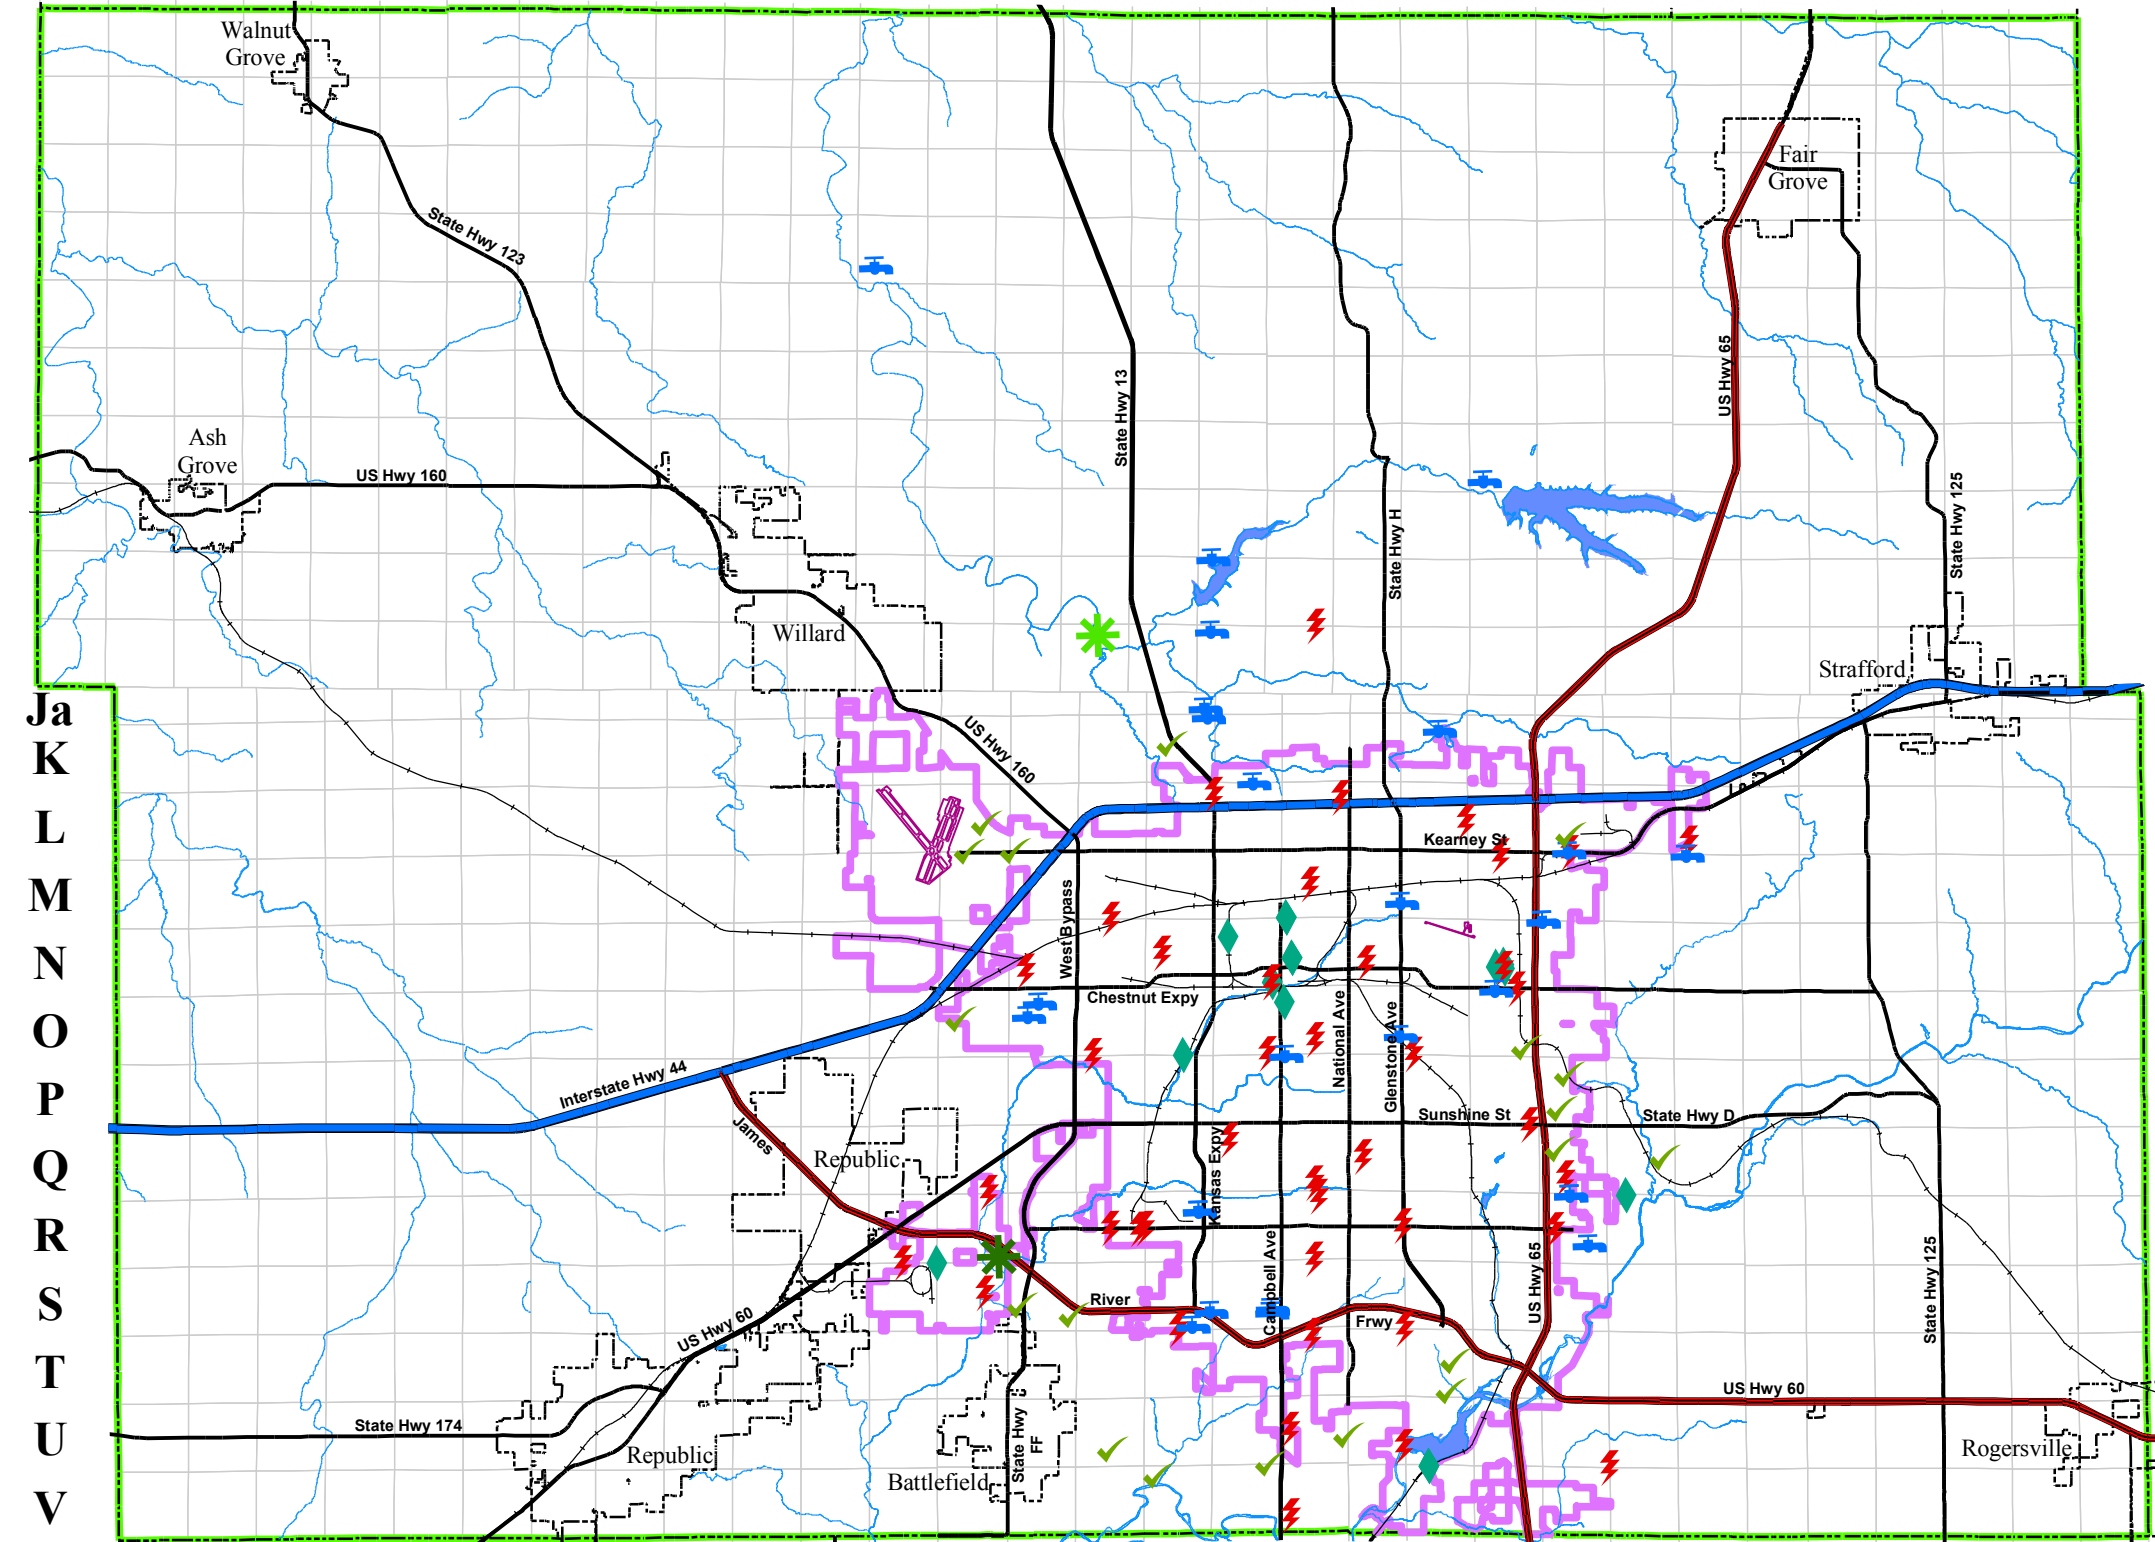 Walnut
Grove
Fair
Grove
State Hwy 123
US Hwy 65
State Hwy 13
Ash
Grove
US Hwy 160
State Hwy H
State Hwy 125
Willard
Strafford
Ja
K
US Hwy 160
L
Kearney St
M
West Bypass
N
Chestnut Expy
O
National Ave
Glenstone Ave
Interstate Hwy 44
P
Sunshine St
State Hwy D
James
Q
Republic
Kansas Expy
R
Campbell Ave
US Hwy 65
State Hwy 125
S
River
Frwy
US Hwy 60
T
US Hwy 60
State Hwy 174
State Hwy
FF
U
Republic
Rogersville
Battlefield
V